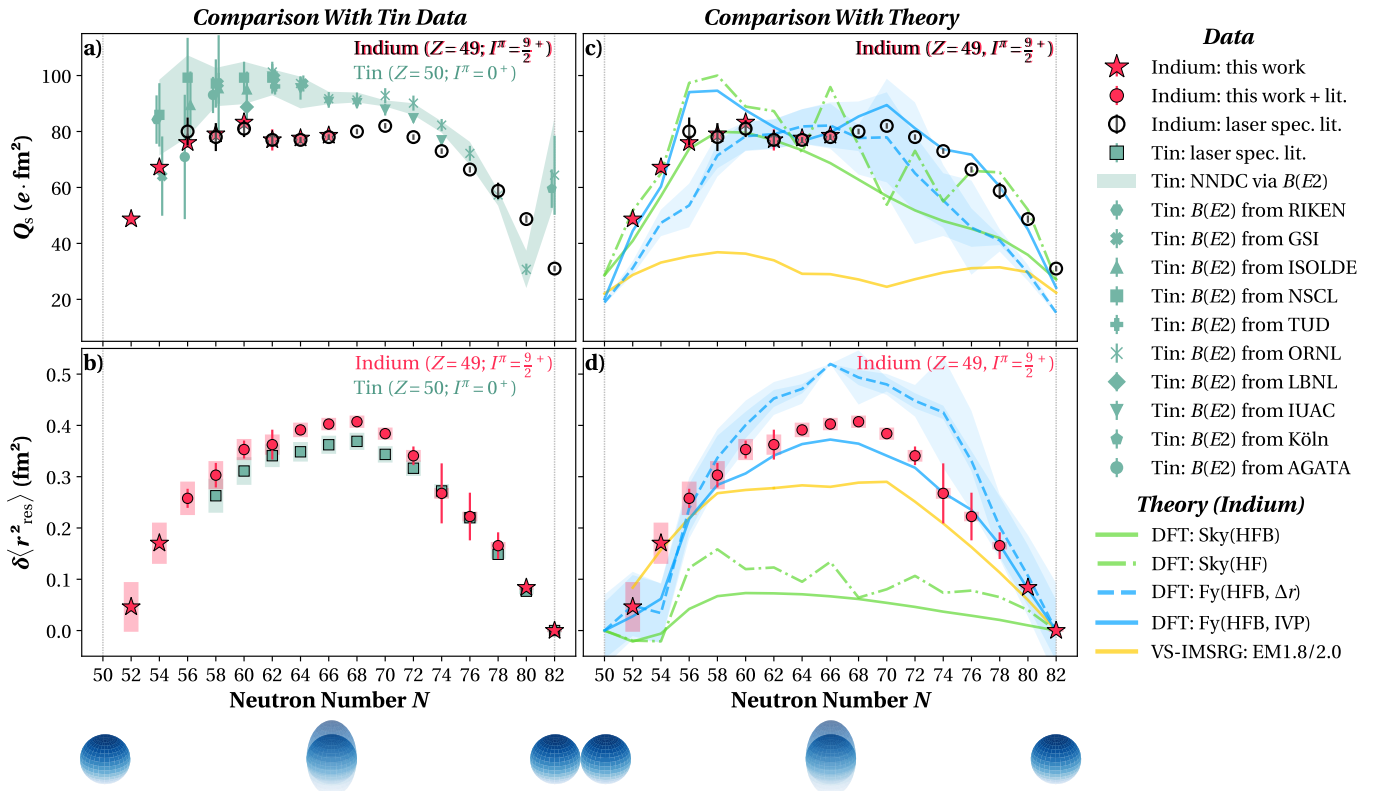 Comparison With Tin Data
Comparison With Theory
a)
Indium (Z = 49; Iπ = 9/2 +)
Tin (Z = 50; Iπ = 0+)
Qs (e · fm²)
100
80
60
40
20
c)
Indium (Z = 49, Iπ = 9/2 +)
b)
Indium (Z = 49; Iπ = 9/2 +)
Tin (Z = 50; Iπ = 0+)
δ⟨r²res⟩ (fm²)
0.5
0.4
0.3
0.2
0.1
0.0
d)
Indium (Z = 49, Iπ = 9/2 +)
50 52 54 56 58 60 62 64 66 68 70 72 74 76 78 80 82
50 52 54 56 58 60 62 64 66 68 70 72 74 76 78 80 82
Neutron Number N
Neutron Number N
Data
Indium: this work
Indium: this work + lit.
Indium: laser spec. lit.
Tin: laser spec. lit.
Tin: NNDC via B(E2)
Tin: B(E2) from RIKEN
Tin: B(E2) from GSI
Tin: B(E2) from ISOLDE
Tin: B(E2) from NSCL
Tin: B(E2) from TUD
Tin: B(E2) from ORNL
Tin: B(E2) from LBNL
Tin: B(E2) from IUAC
Tin: B(E2) from Köln
Tin: B(E2) from AGATA
Theory (Indium)
DFT: Sky(HFB)
DFT: Sky(HF)
DFT: Fy(HFB, Δr)
DFT: Fy(HFB, IVP)
VS-IMSRG: EM1.8/2.0